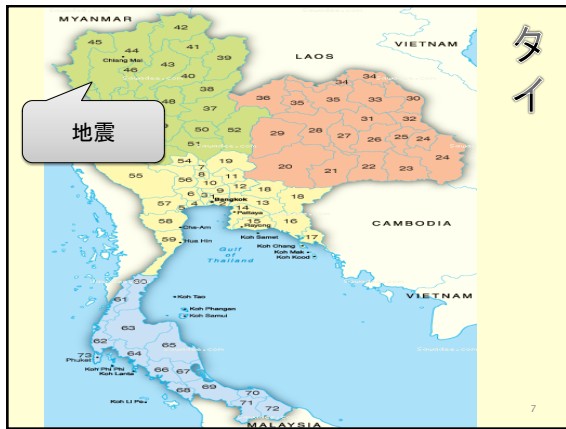 MYANMAR
42
VIETNAM
タイ
45
44
41
39
LAOS
Chiang Mai
43
46
40
34
34
38
36
35
35
33
30
地震
48
37
31
32
50
52
29
28
27
26
25
24
51
24
54
19
20
21
22
23
7
55
56
8
11
10
12
18
18
9
6
3
1
Bangkok
2
57
5
4
14
13
Pattaya
58
15
16
Cha-Am
Rayong
CAMBODIA
Koh Samet
17
59
Hua Hin
Koh Chang
Gulf
of
Thailand
Koh Mak
Koh Kood
60
VIETNAM
61
Koh Tao
Koh Phangan
Koh Samui
63
62
65
73
Phuket
64
Koh Phi Phi
Koh Lanta
66
67
68
69
70
Koh Li Pe
71
72
MALAYSIA
7